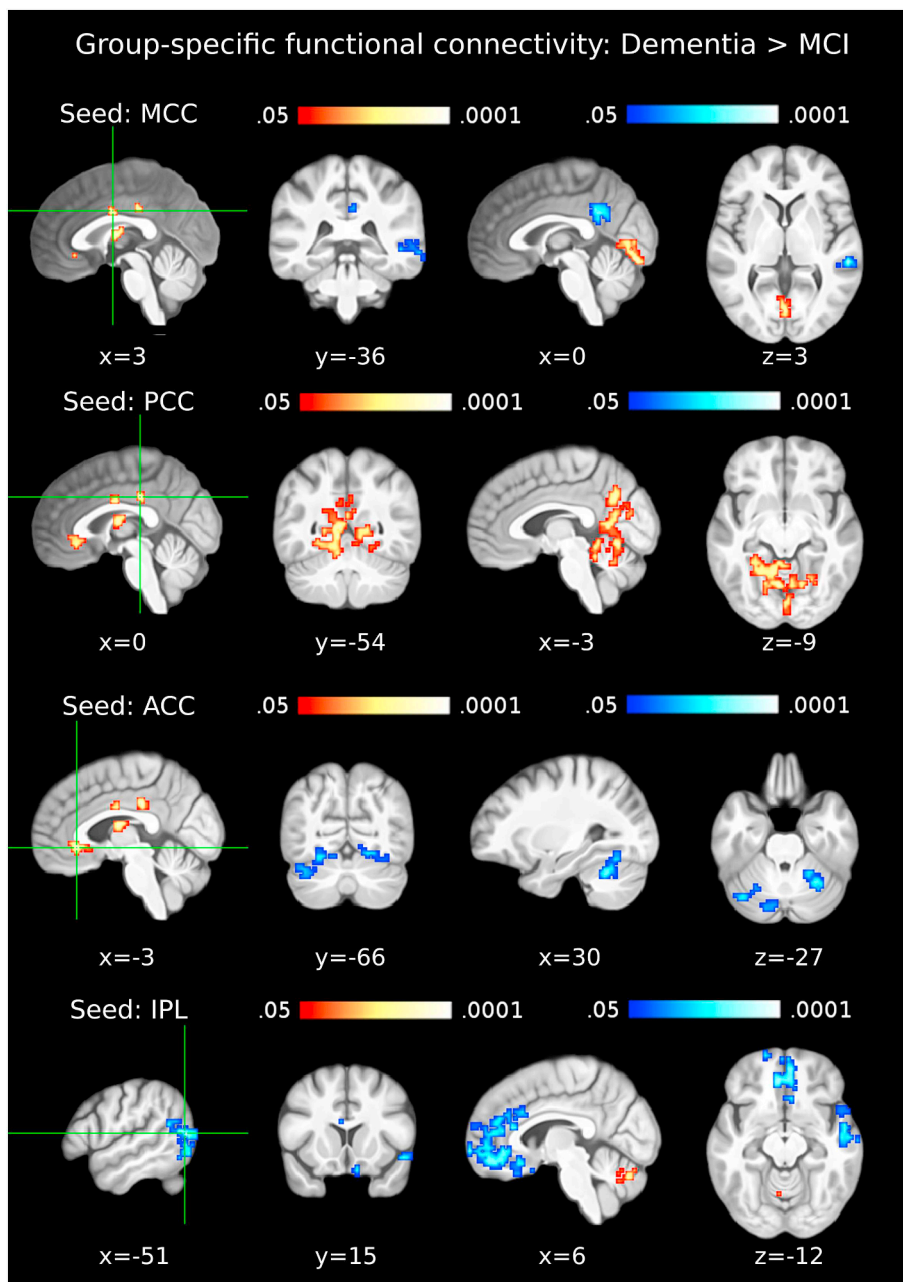 Group-specific functional connectivity: Dementia > MCI
Seed: MCC .05 .0001 .05 .0001
x=3 y=-36 x=0 z=3
Seed: PCC .05 .0001 .05 .0001
x=0 y=-54 x=-3 z=-9
Seed: ACC .05 .0001 .05 .0001
x=-3 y=-66 x=30 z=-27
Seed: IPL .05 .0001 .05 .0001
x=-51 y=15 x=6 z=-12